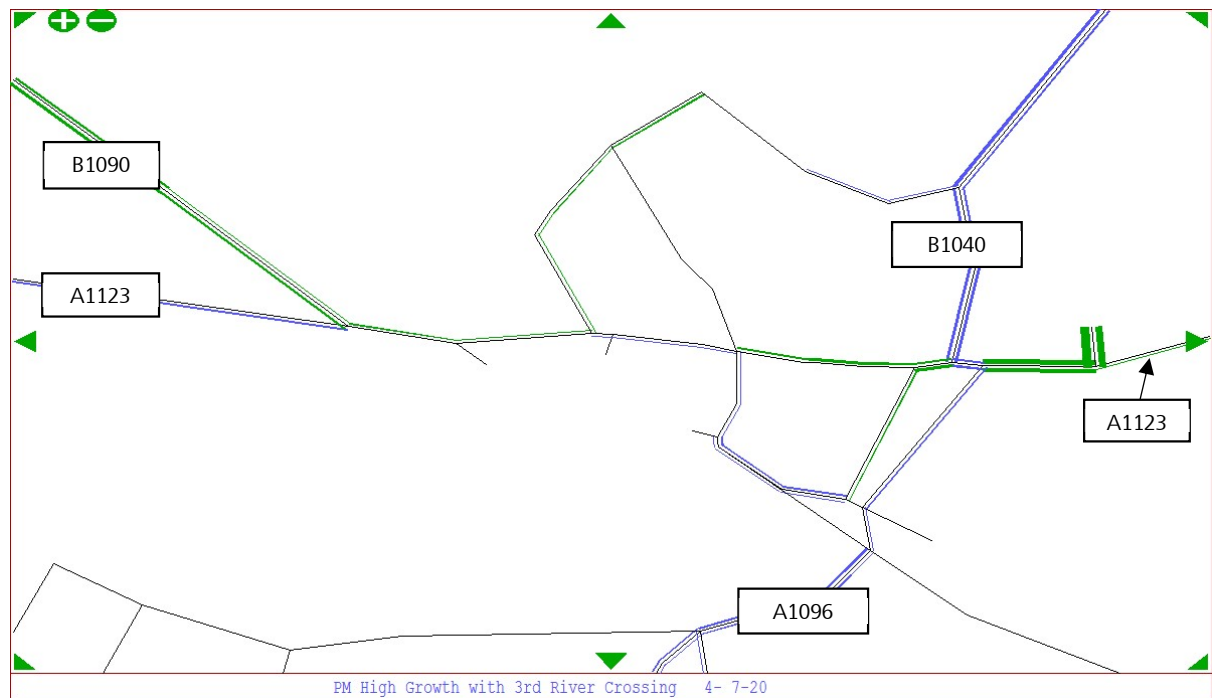 B1090
B1040
A1123
A1123
A1096
PM High Growth with 3rd River Crossing 4- 7-20